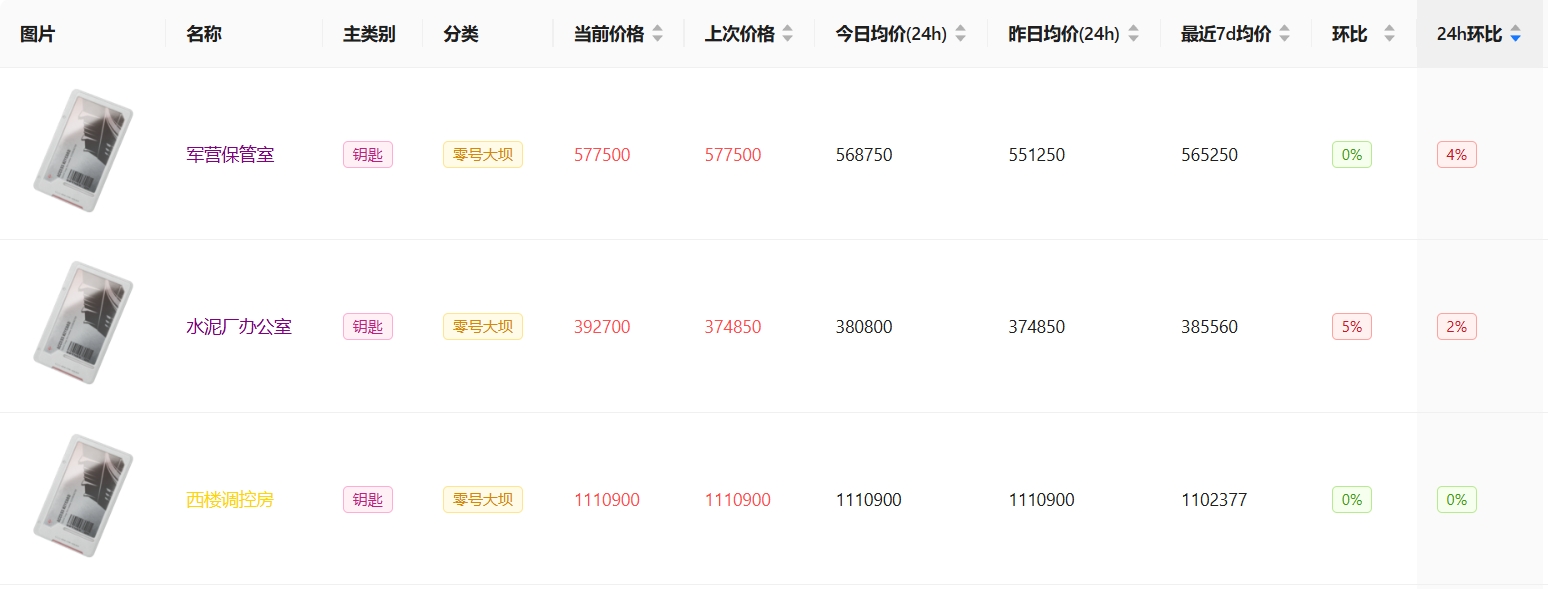 图片 名称 主类别 分类 当前价格 上次价格 今日均价(24h) 昨日均价(24h) 最近7d均价 环比 24h环比
军营保管室 钥匙 零号大坝 577500 577500 568750 551250 565250 0% 4%
水泥厂办公室 钥匙 零号大坝 392700 374850 380800 374850 385560 5% 2%
西楼调控房 钥匙 零号大坝 1110900 1110900 1110900 1110900 1102377 0% 0%